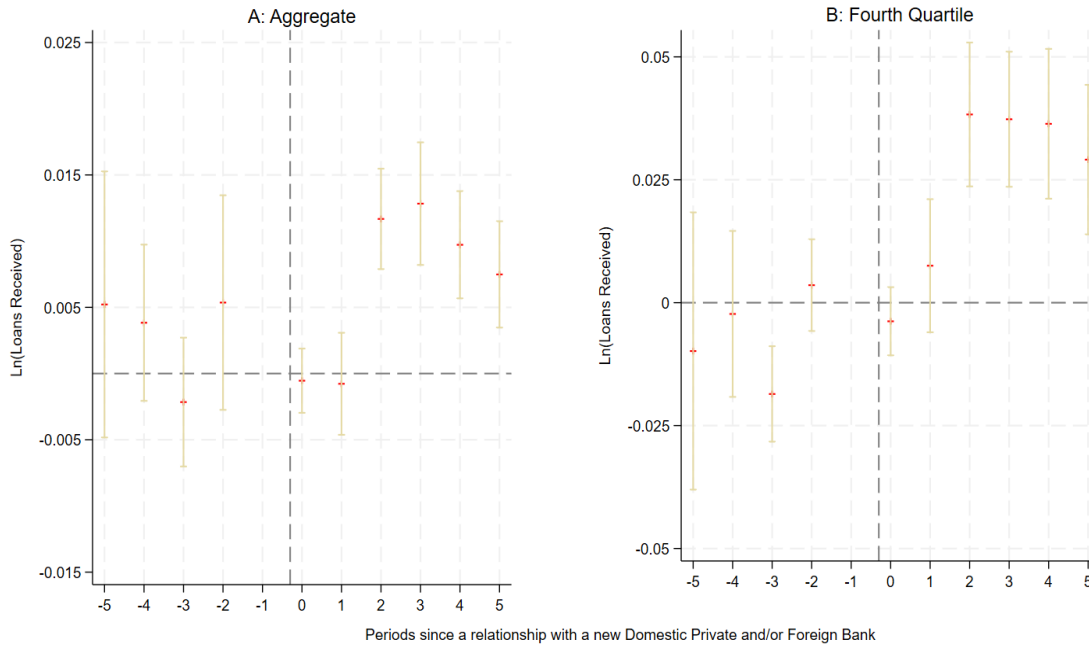 A: Aggregate
Ln(Loans Received)
0.025
0.015
0.005
-0.005
-0.015
-5 -4 -3 -2 -1 0 1 2 3 4 5
B: Fourth Quartile
Ln(Loans Received)
0.05
0.025
0
-0.025
-0.05
-5 -4 -3 -2 -1 0 1 2 3 4 5
Periods since a relationship with a new Domestic Private and/or Foreign Bank